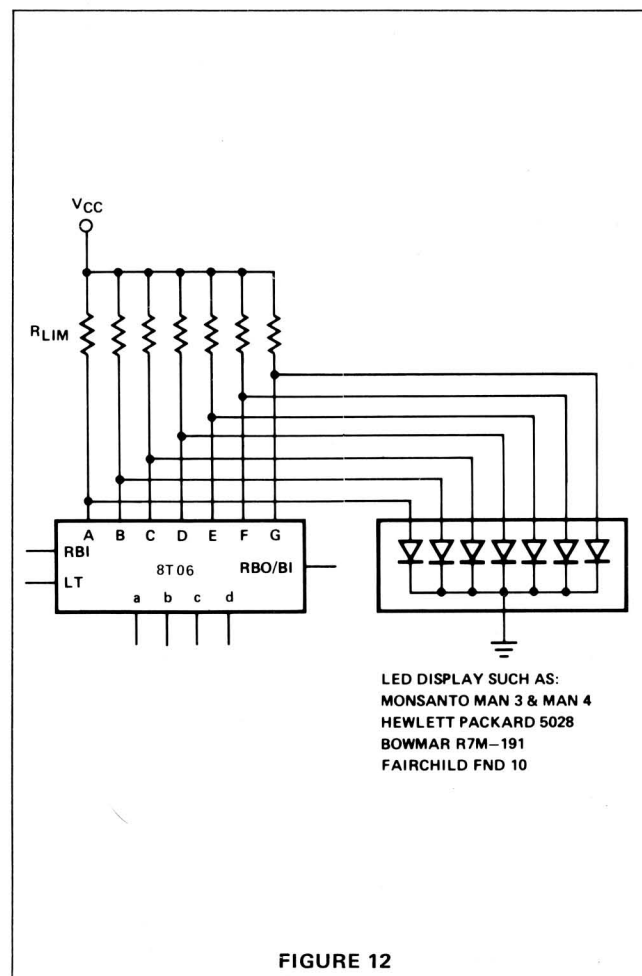 VCC
RLIM
A B C D E F G
RBI
8T06
RBO/BI
LT
a b c d
LED DISPLAY SUCH AS:
MONSANTO MAN 3 & MAN 4
HEWLETT PACKARD 5028
BOWMAR R7M–191
FAIRCHILD FND 10
FIGURE 12